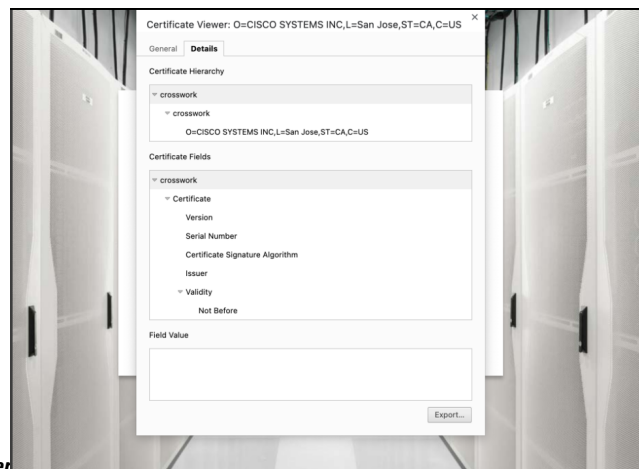 Certificate Viewer: O=CISCO SYSTEMS INC,L=San Jose,ST=CA,C=US
×
General Details
Certificate Hierarchy
crosswork
crosswork
O=CISCO SYSTEMS INC,L=San Jose,ST=CA,C=US
Certificate Fields
crosswork
Certificate
Version
Serial Number
Certificate Signature Algorithm
Issuer
Validity
Not Before
Field Value
Export...